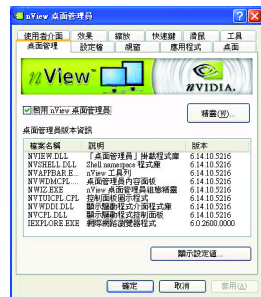 nView 桌面管理員
使用者介面 效果 縮放 快速鍵 滑鼠 工具
桌面管理 設定檔 視窗 應用程式 桌面
nView
nVIDIA.
啟用 nView 桌面管理員
精靈(W)...
桌面管理員版本資訊
檔案名稱 說明 版本
NVIEW.DLL 「桌面管理員」掛載程式庫 6.14.10.5216
NVSHELL.DLL Shell namespace 程式庫 6.14.10.5216
NVAPPBAR.E... nView 工具列 6.14.10.5216
NVWDMCPL.... 桌面管理員內容面板 6.14.10.5216
NWIZ.EXE nView 桌面管理員組態精靈 6.14.10.5216
NVTUICPL.CPL 控制面板圖示程式 6.14.10.5216
NVWDDI.DLL 顯示驅動程式介面程式庫 6.14.10.5216
NVCPL.DLL 顯示驅動程式控制面板 6.14.10.5216
IEXPLORE.EXE 網際網路瀏覽器程式 6.0.2600.0000
顯示設定值...
確定 取消 套用(A)